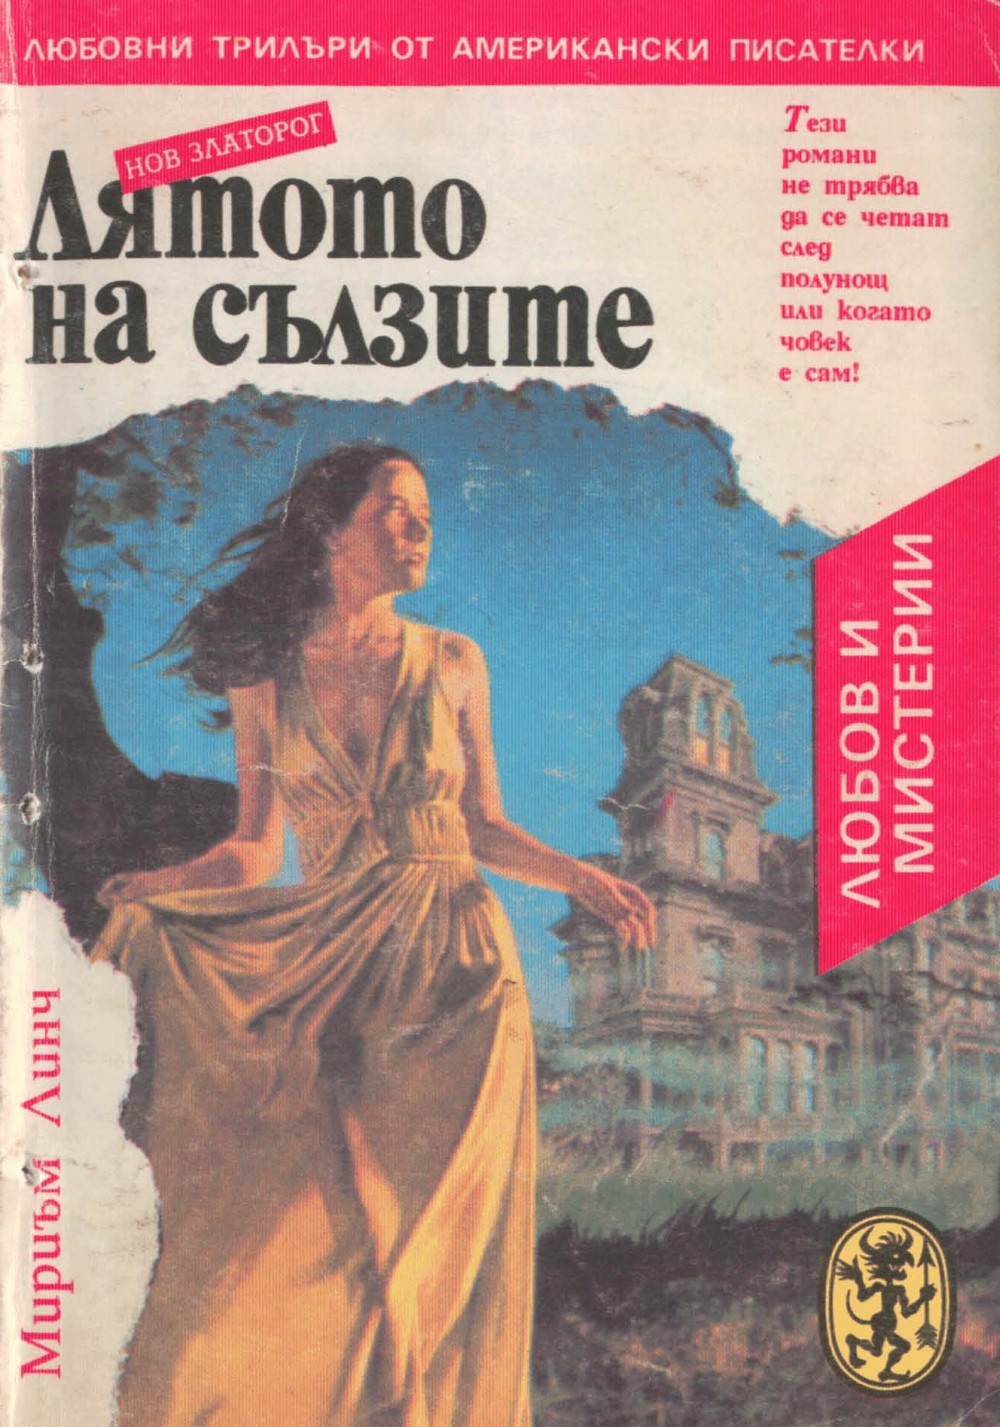 ЛЮБОВНИ ТРИЛЪРИ ОТ АМЕРИКАНСКИ ПИСАТЕЛКИ
НОВ ЗЛАТОРОГ
Лятото
на сълзите
Тези
романи
не трябва
да се четат
след
полунощ
или когато
човек
е сам!
ЛЮБОВ И
МИСТЕРИИ
Мириъм Линч